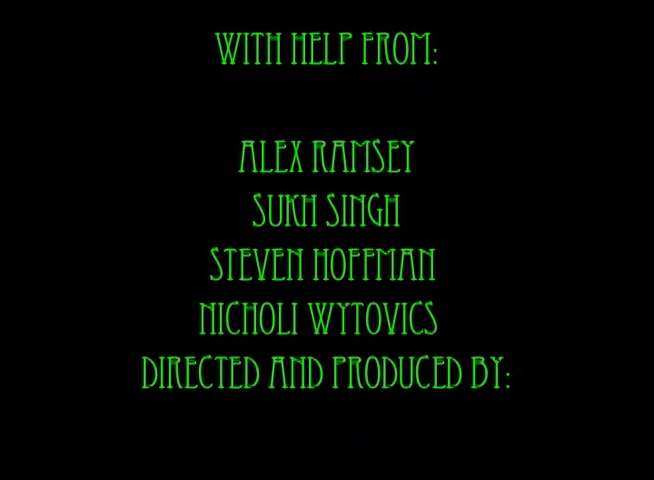 WITH HELP FROM:
ALEX RAMSEY
SUKH SINGH
STEVEN HOFFMAN
NICHOLI WYTOVICS
DIRECTED AND PRODUCED BY: